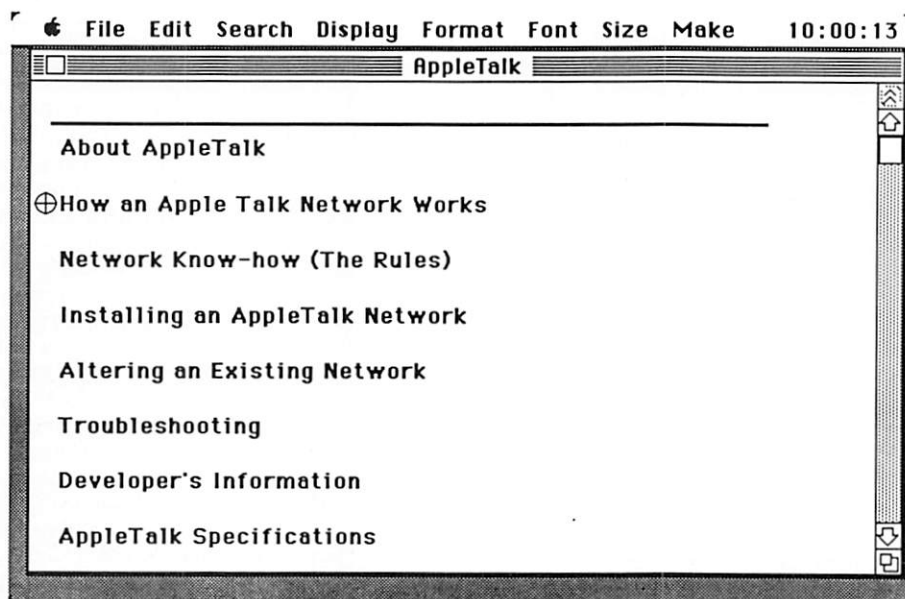 File Edit Search Display Format Font Size Make 10:00:13
AppleTalk
About AppleTalk
How an Apple Talk Network Works
Network Know-how (The Rules)
Installing an AppleTalk Network
Altering an Existing Network
Troubleshooting
Developer's Information
AppleTalk Specifications